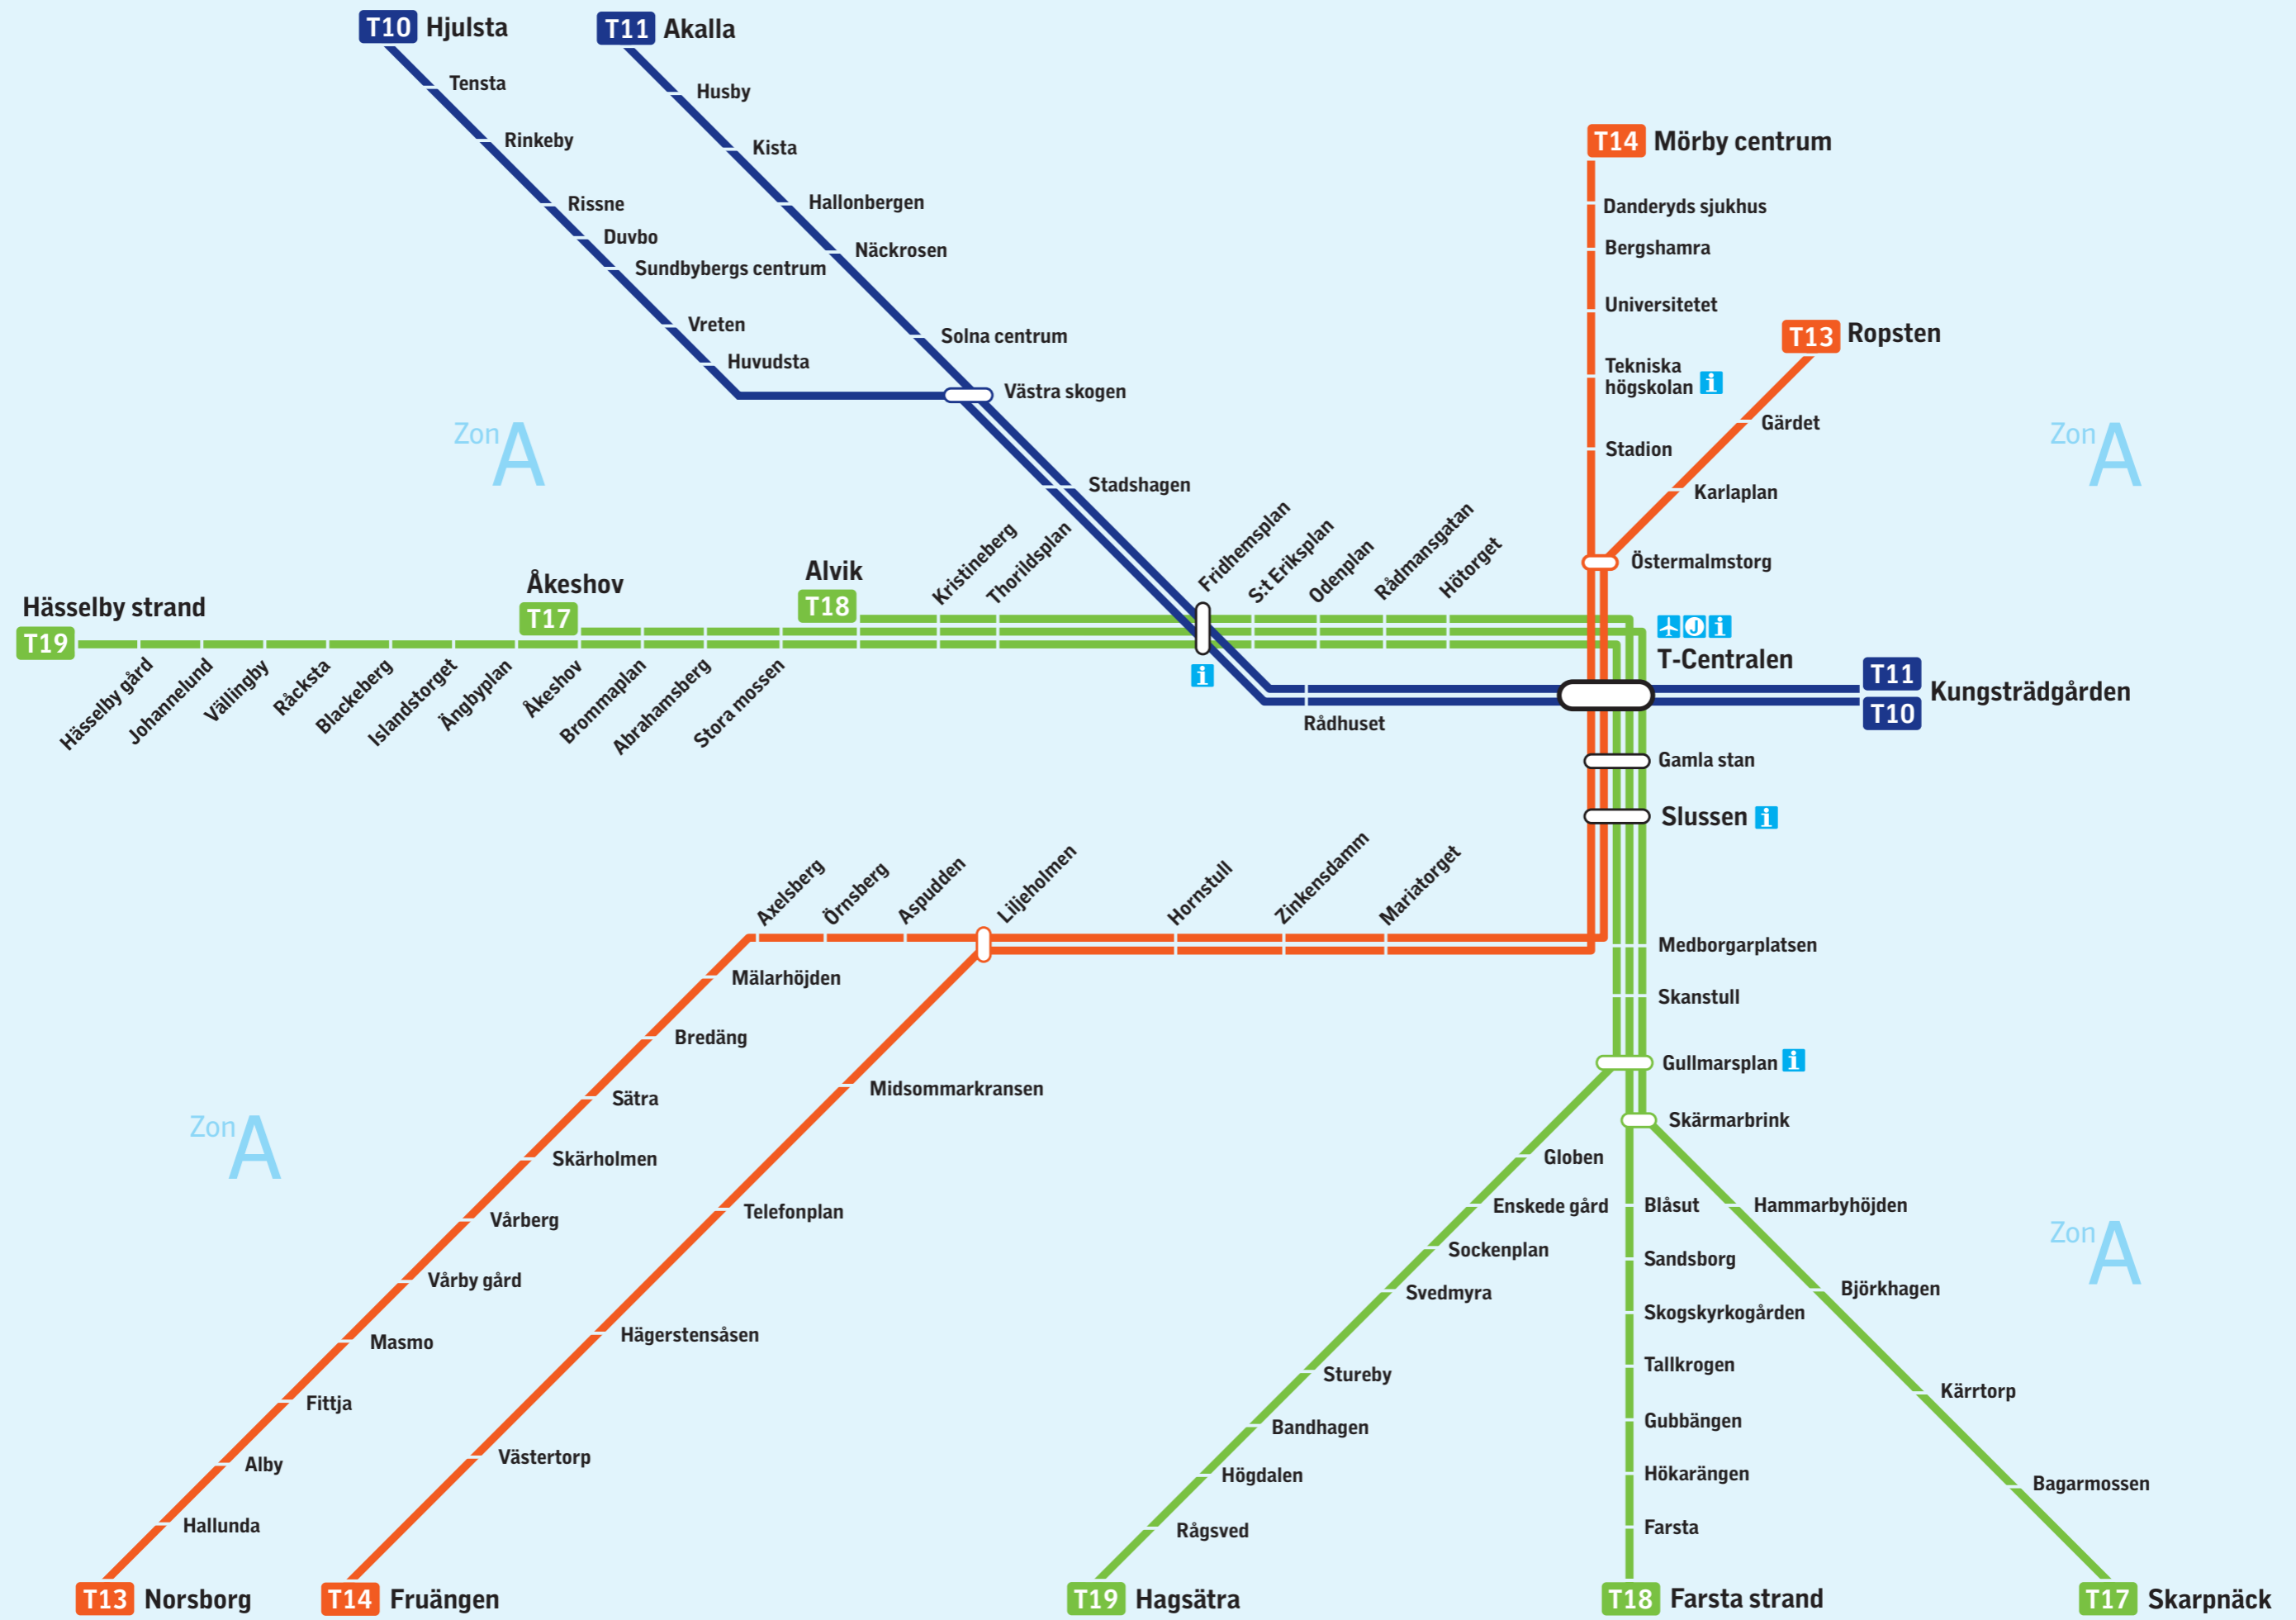 T10 Hjulsta
Tensta
Rinkeby
Rissne
Duvbo
Sundbybergs centrum
Vreten
Huvudsta
T11 Akalla
Husby
Kista
Hallonbergen
Näckrosen
Solna centrum
Västra skogen
Stadshagen
T14 Mörby centrum
Danderyds sjukhus
Bergshamra
Universitetet
Tekniska
högskolan i
Stadion
T13 Ropsten
Gärdet
Karlaplan
Östermalmstorg
Zon A
Zon A
Hässelby strand
T19
Åkeshov
T17
Alvik
T18
Kristineberg
Thorildsplan
Fridhemsplan
i
S:t Eriksplan
Odenplan
Rådmansgatan
Hötorget
Hässelby gård
Johannelund
Vällingby
Råcksta
Blackeberg
Islandstorget
Ängbyplan
Åkeshov
Brommaplan
Abrahamsberg
Stora mossen
Rådhuset
J i
T-Centralen
T11
T10
Kungsträdgården
Gamla stan
Slussen i
Axelsberg
Örnsberg
Aspudden
Liljeholmen
Hornstull
Zinkensdamm
Mariatorget
Medborgarplatsen
Skanstull
Gullmarsplan i
Skärmarbrink
Zon A
Zon A
Mälarhöjden
Bredäng
Sätra
Skärholmen
Vårberg
Vårby gård
Masmo
Fittja
Alby
Hallunda
T13 Norsborg
Midsommarkransen
Telefonplan
Hägerstensåsen
Västertorp
T14 Fruängen
Globen
Enskede gård
Sockenplan
Svedmyra
Stureby
Bandhagen
Högdalen
Rågsved
T19 Hagsätra
Blåsut
Sandsborg
Skogskyrkogården
Tallkrogen
Gubbängen
Hökarängen
Farsta
T18 Farsta strand
Hammarbyhöjden
Björkhagen
Kärrtorp
Bagarmossen
T17 Skarpnäck